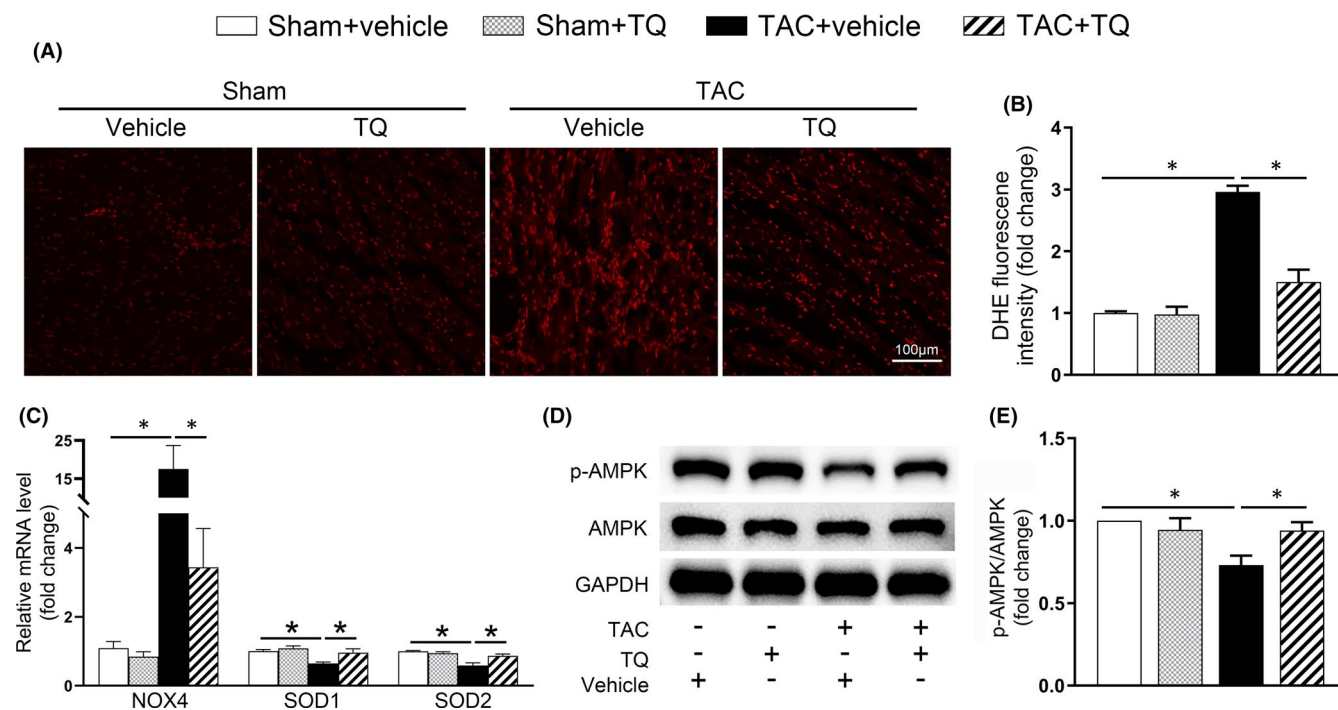 Sham+vehicle Sham+TQ TAC+vehicle TAC+TQ
(A)
Sham TAC
Vehicle TQ Vehicle TQ
100μm
(B)
DHE fluorescene
intensity (fold change)
4
3
2
1
0
* *
(C)
Relative mRNA level
(fold change)
25
15
4
2
0
* *
* *
* *
NOX4 SOD1 SOD2
(D)
p-AMPK
AMPK
GAPDH
TAC - - + +
TQ - + - +
Vehicle + - + -
(E)
p-AMPK/AMPK
(fold change)
1.5
1.0
0.5
0.0
* *